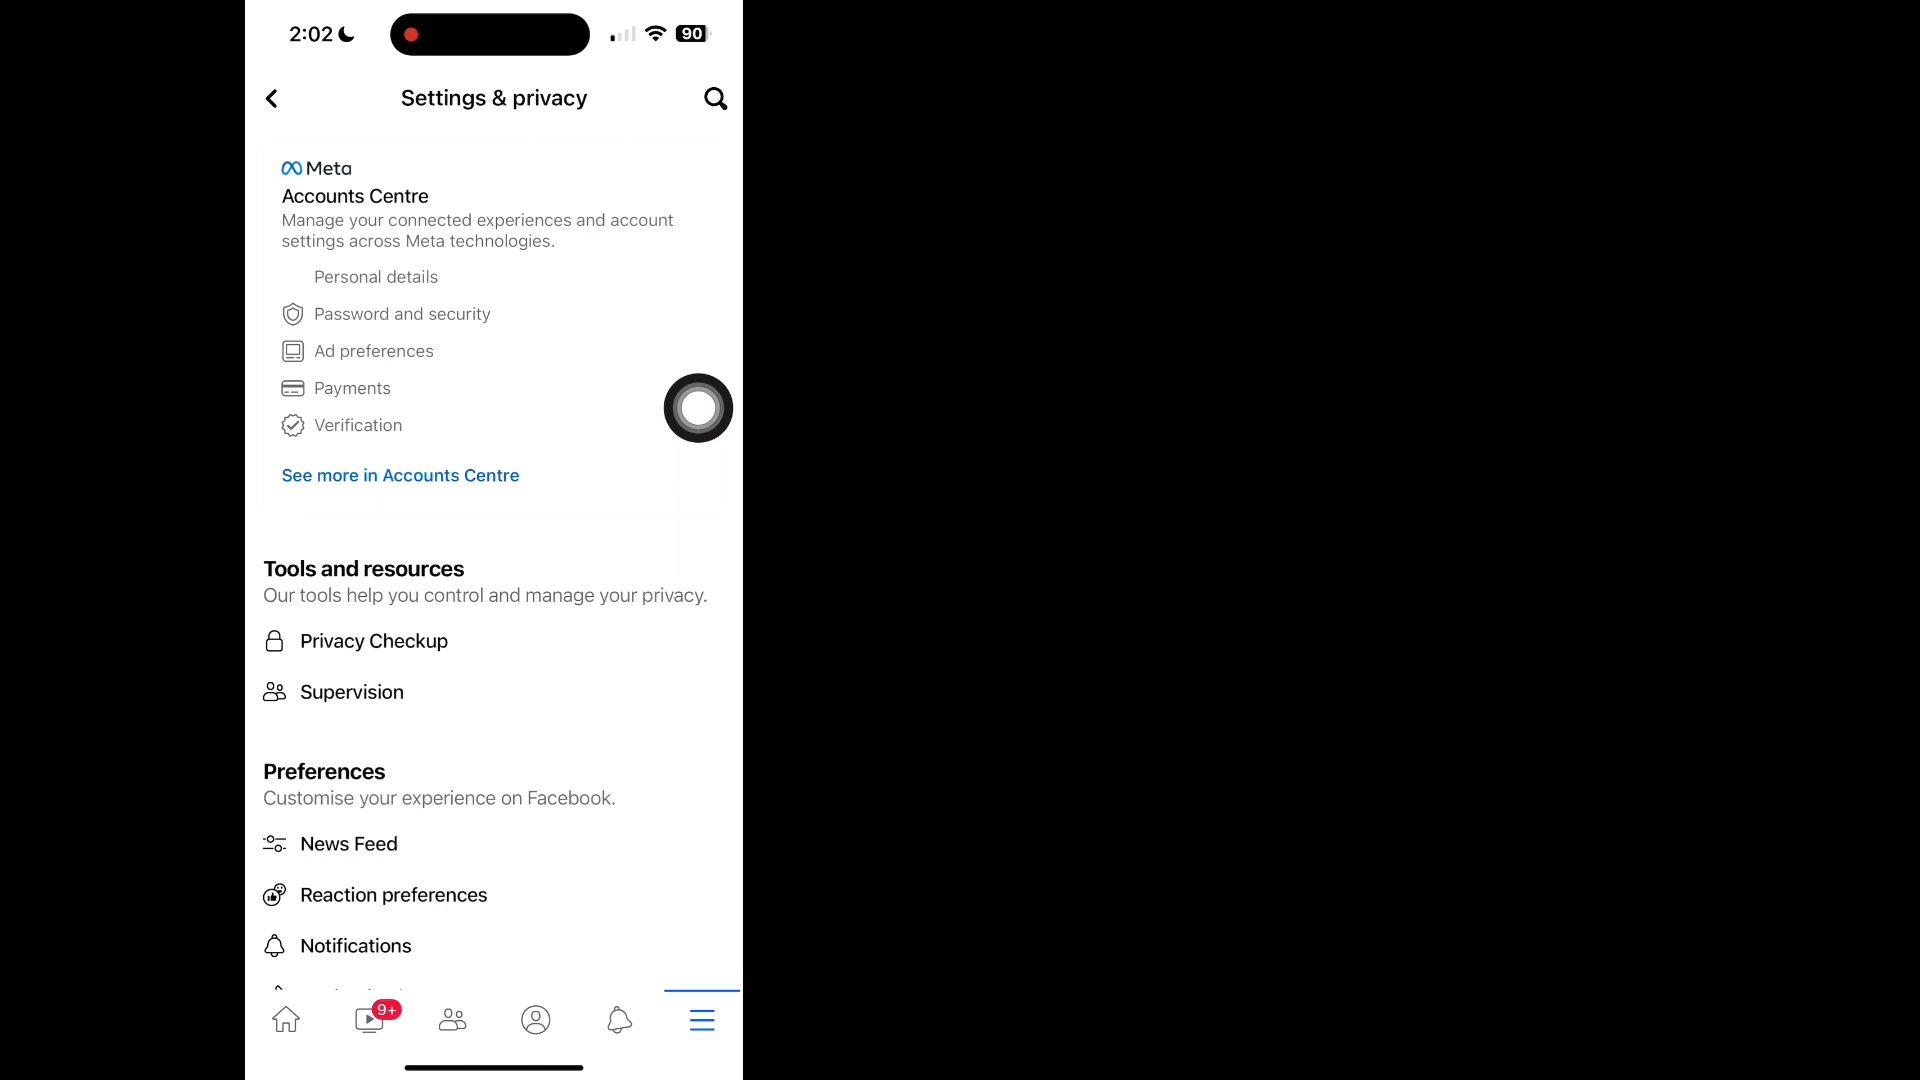 2:02
90
Settings & privacy
Meta
Accounts Centre
Manage your connected experiences and account
settings across Meta technologies.
Personal details
Password and security
Ad preferences
Payments
Verification
See more in Accounts Centre
Tools and resources
Our tools help you control and manage your privacy.
Privacy Checkup
Supervision
Preferences
Customise your experience on Facebook.
News Feed
Reaction preferences
Notifications
9+